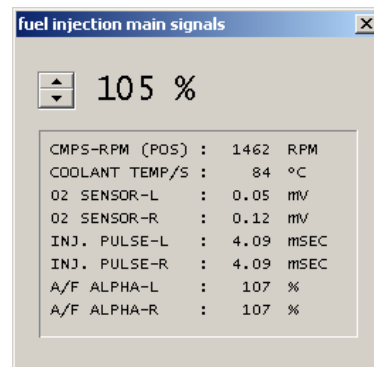 fuel injection main signals
105 %
CMPS-RPM (POS) : 1462 RPM
COOLANT TEMP/S : 84 °C
O2 SENSOR-L : 0.05 mV
O2 SENSOR-R : 0.12 mV
INJ. PULSE-L : 4.09 mSEC
INJ. PULSE-R : 4.09 mSEC
A/F ALPHA-L : 107 %
A/F ALPHA-R : 107 %